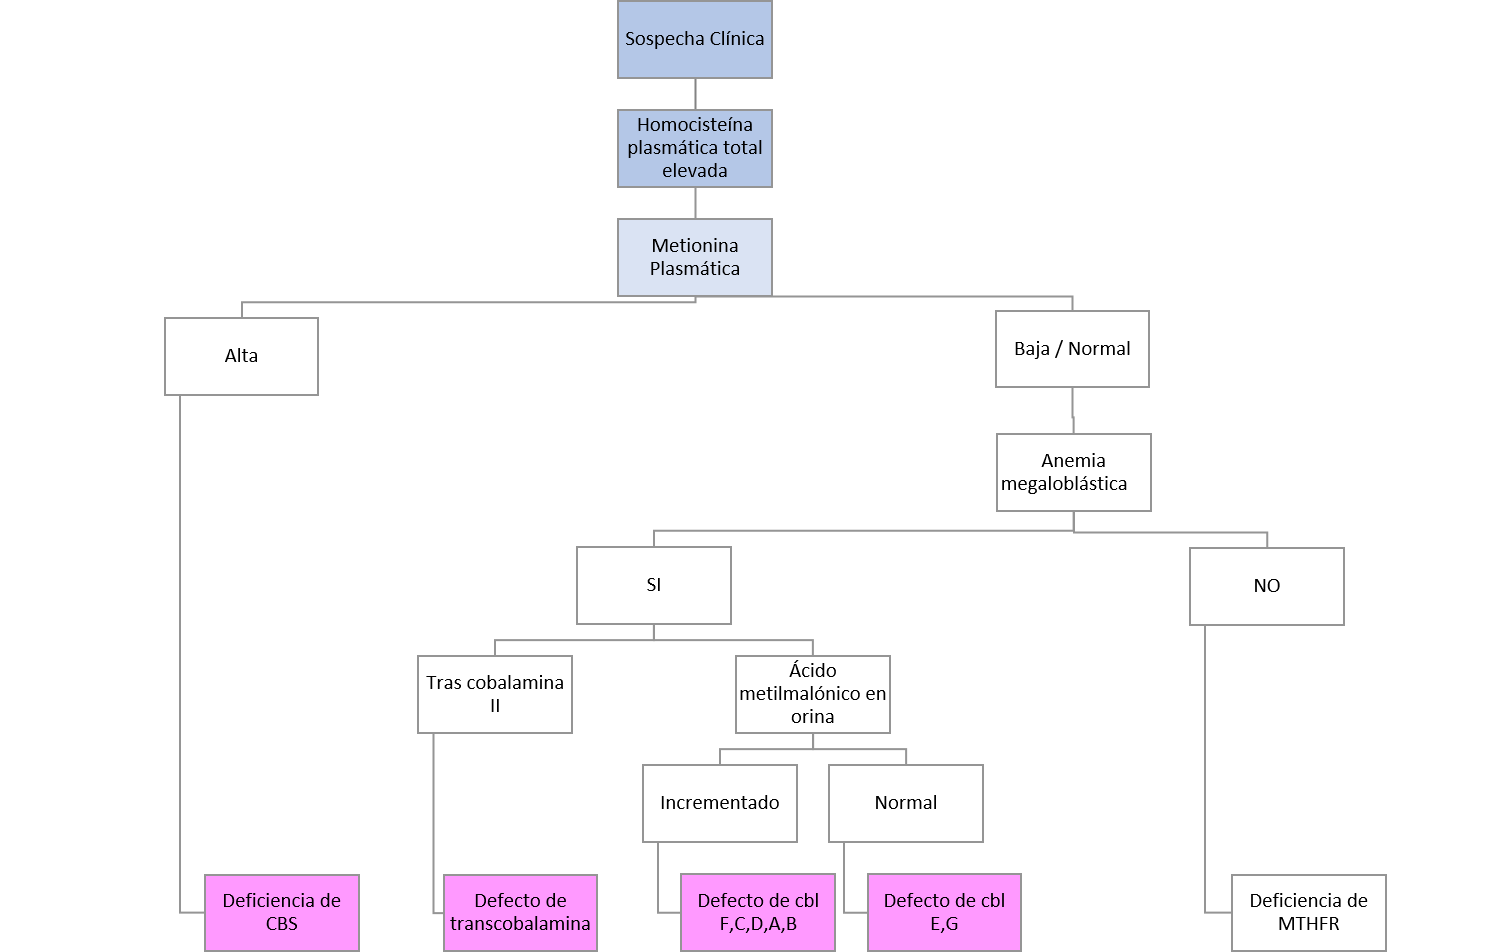 Sospecha Clínica
Homocisteína
plasmática total
elevada
Metionina
Plasmática
Alta
Baja / Normal
Anemia
megaloblástica
SI
NO
Tras cobalamina
II
Ácido
metilmalónico en
orina
Incrementado
Normal
Deficiencia de
CBS
Defecto de
transcobalamina
Defecto de cbl
F,C,D,A,B
Defecto de cbl
E,G
Deficiencia de
MTHFR